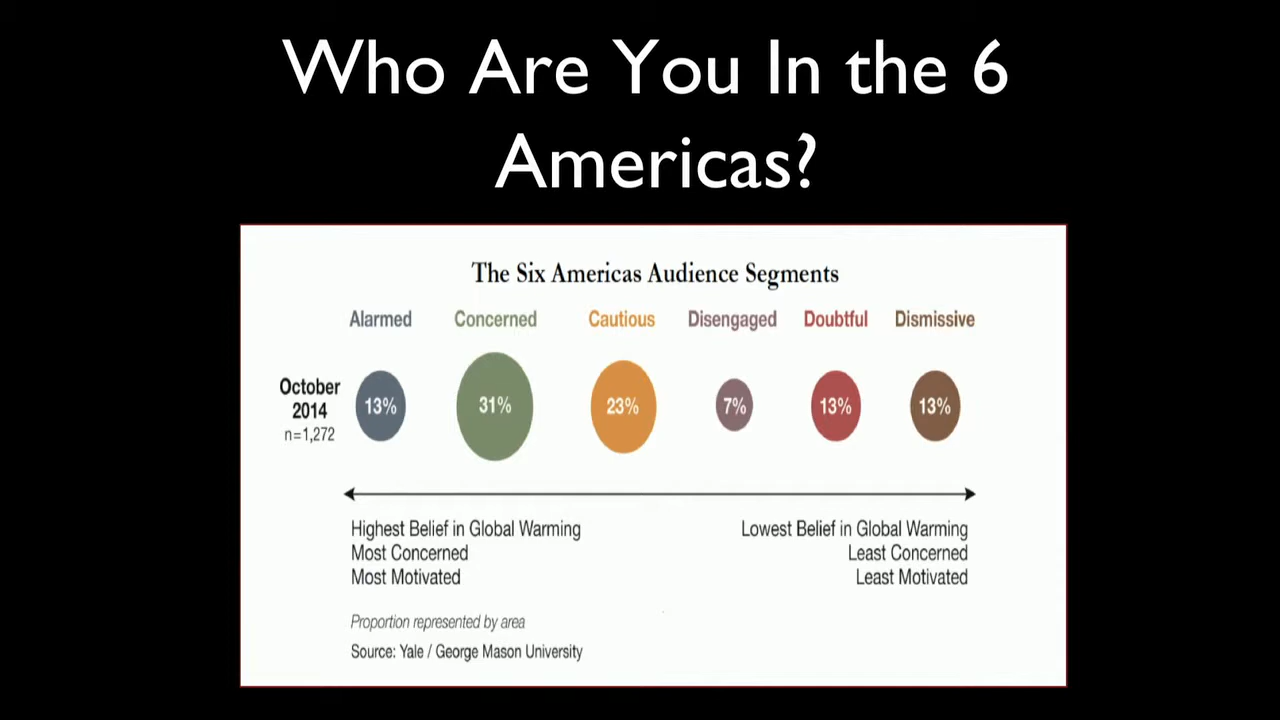 Who Are You In the 6
Americas?
The Six Americas Audience Segments
Alarmed Concerned Cautious Disengaged Doubtful Dismissive
October
2014
n=1,272
13% 31% 23% 7% 13% 13%
Highest Belief in Global Warming
Most Concerned
Most Motivated
Lowest Belief in Global Warming
Least Concerned
Least Motivated
Proportion represented by area
Source: Yale / George Mason University